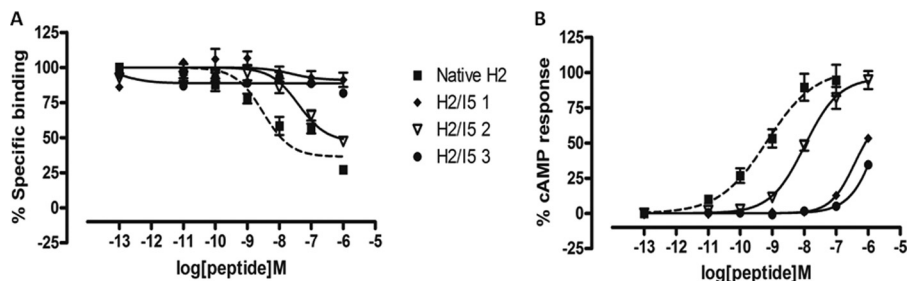 A
% Specific binding
125
100
75
50
25
0
25
-13 -12 -11 -10 -9 -8 -7 -6 -5
log[peptide]M
Native H2
H2/I5 1
H2/I5 2
H2/I5 3
B
% cAMP response
125
100
75
50
25
0
-25
-13 -12 -11 -10 -9 -8 -7 -6 -5
log[peptide]M